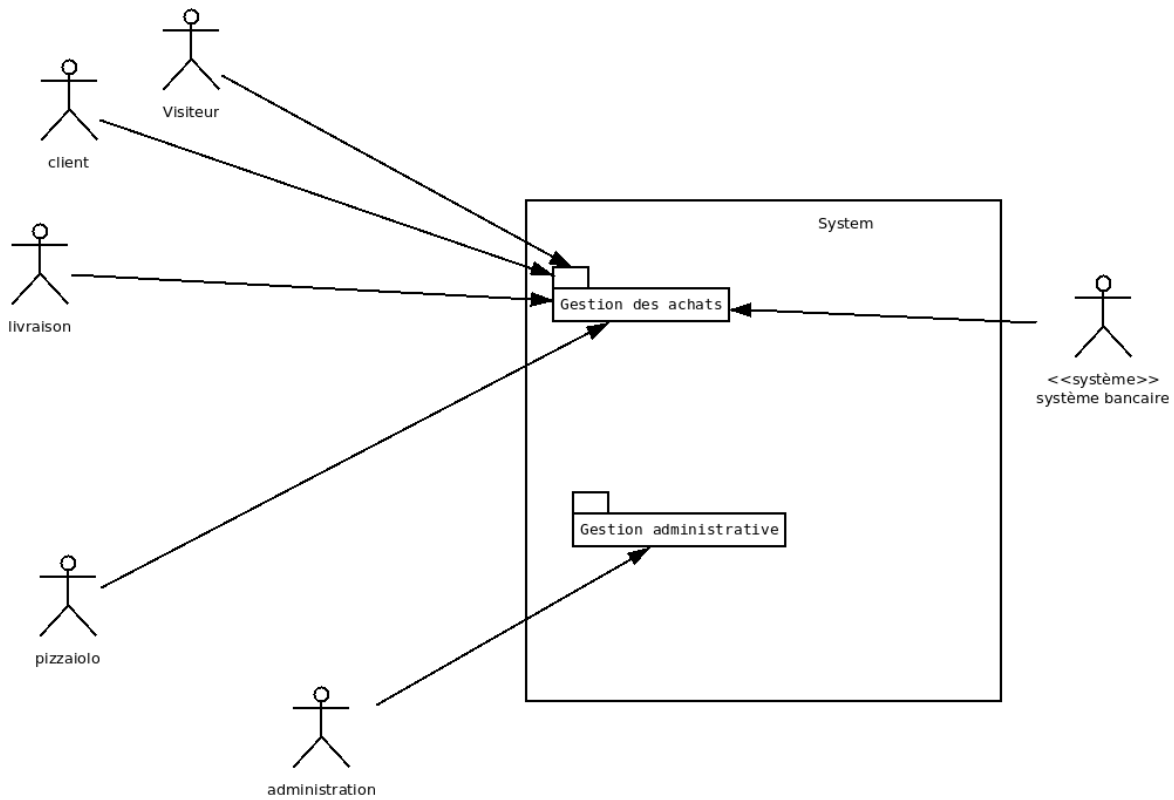 Visiteur
client
System
livraison
Gestion des achats
<<système>>
système bancaire
Gestion administrative
pizzaiolo
administration